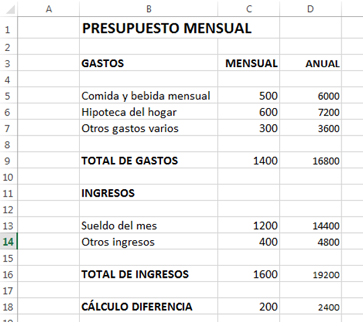 A B C D
1 PRESUPUESTO MENSUAL
2
3 GASTOS MENSUAL ANUAL
4
5 Comida y bebida mensual 500 6000
6 Hipoteca del hogar 600 7200
7 Otros gastos varios 300 3600
8
9 TOTAL DE GASTOS 1400 16800
10
11 INGRESOS
12
13 Sueldo del mes 1200 14400
14 Otros ingresos 400 4800
15
16 TOTAL DE INGRESOS 1600 19200
17
18 CÁLCULO DIFERENCIA 200 2400